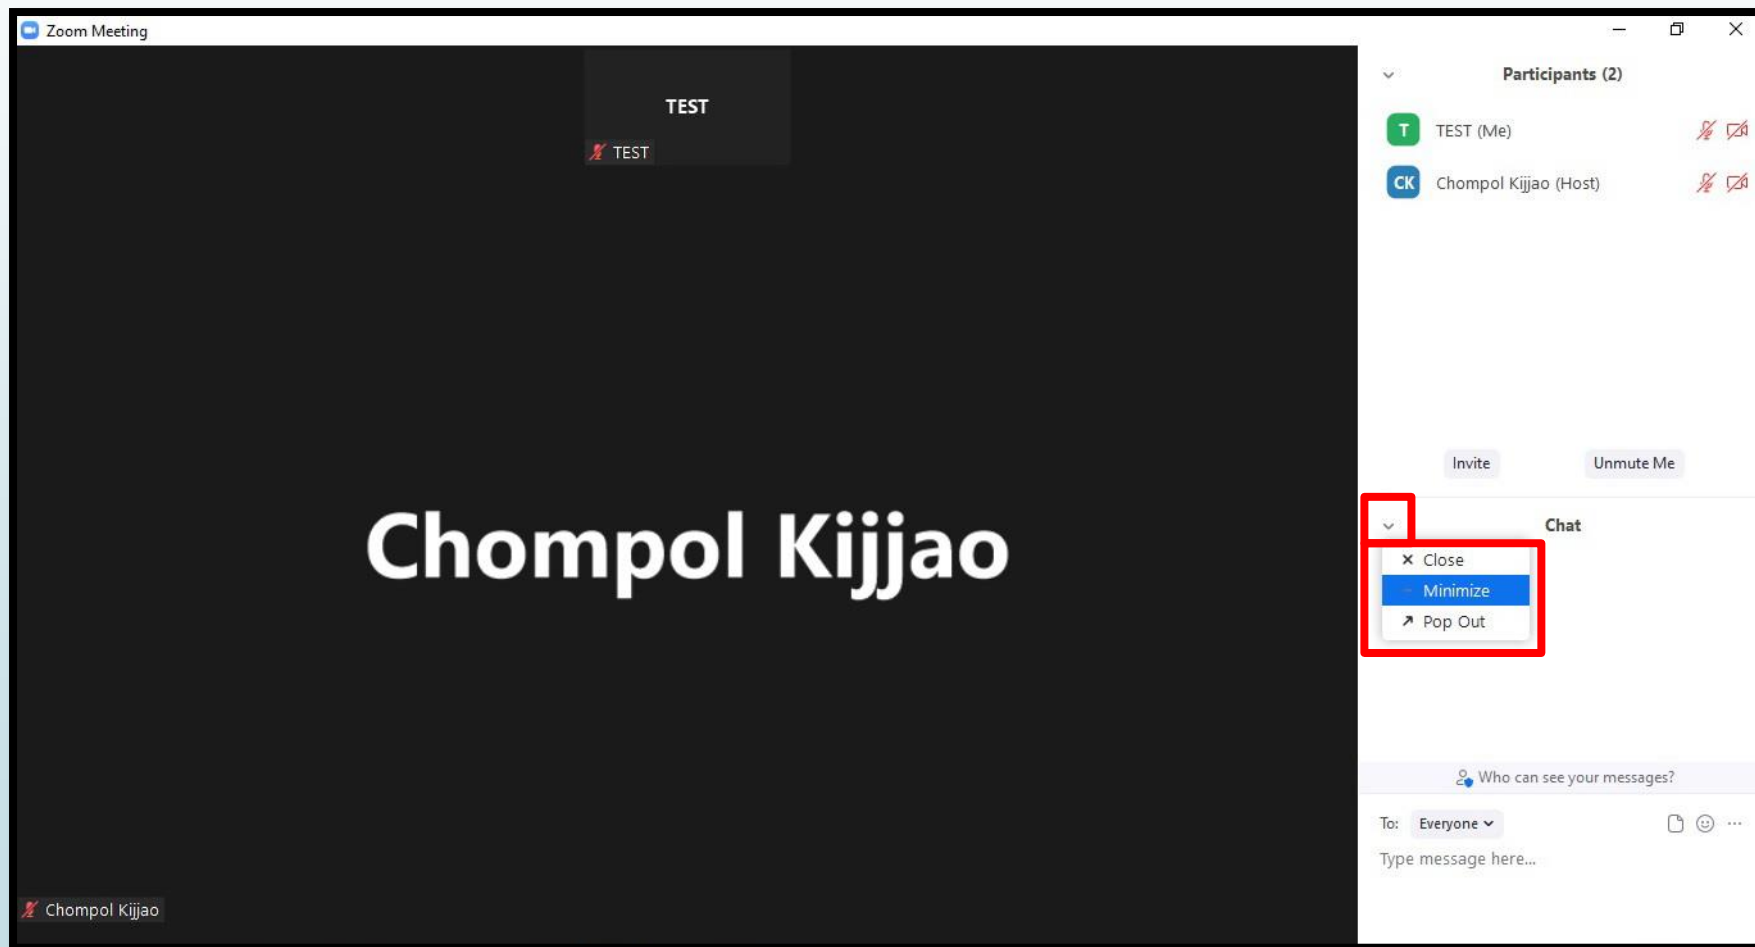 Zoom Meeting
TEST
TEST
Chompol Kijjao
Chompol Kijjao
Participants (2)
T TEST (Me)
CK Chompol Kijjao (Host)
Invite Unmute Me
Chat
Close
Minimize
Pop Out
Who can see your messages?
To: Everyone
Type message here...